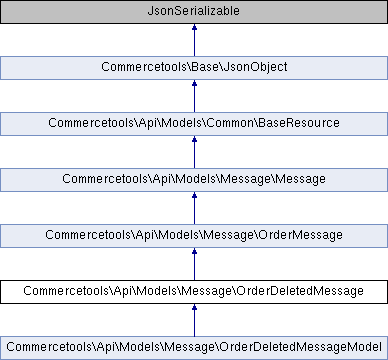 JsonSerializable
Commercetools\Base\JsonObject
Commercetools\Api\Models\Common\BaseResource
Commercetools\Api\Models\Message\Message
Commercetools\Api\Models\Message\OrderMessage
Commercetools\Api\Models\Message\OrderDeletedMessage
Commercetools\Api\Models\Message\OrderDeletedMessageModel